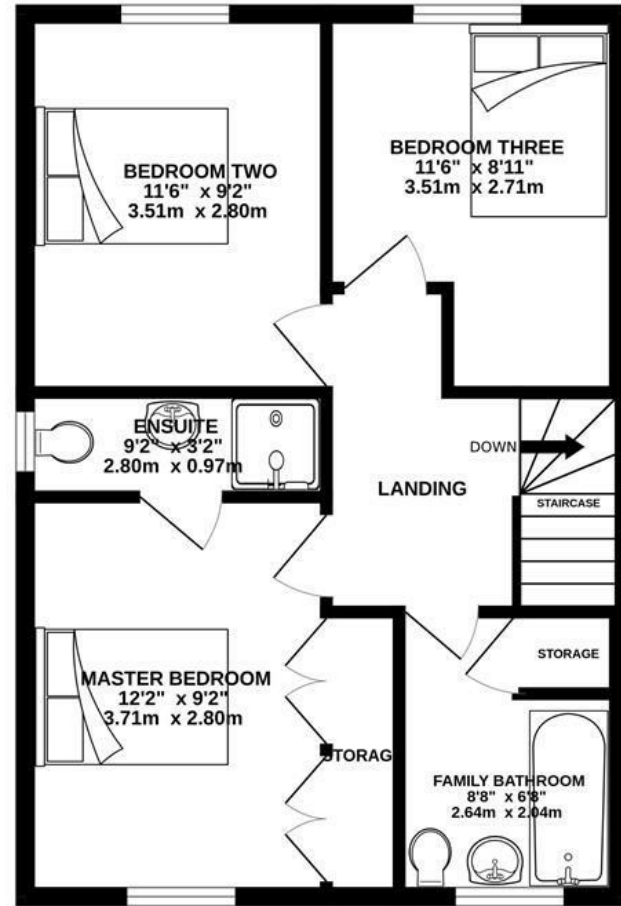 BEDROOM TWO
11'6" x 9'2"
3.51m x 2.80m
BEDROOM THREE
11'6" x 8'11"
3.51m x 2.71m
ENSUITE
9'2" x 3'2"
2.80m x 0.97m
DOWN
LANDING
STAIRCASE
MASTER BEDROOM
12'2" x 9'2"
3.71m x 2.80m
STORAGE
STORAG
FAMILY BATHROOM
8'8" x 6'8"
2.64m x 2.04m